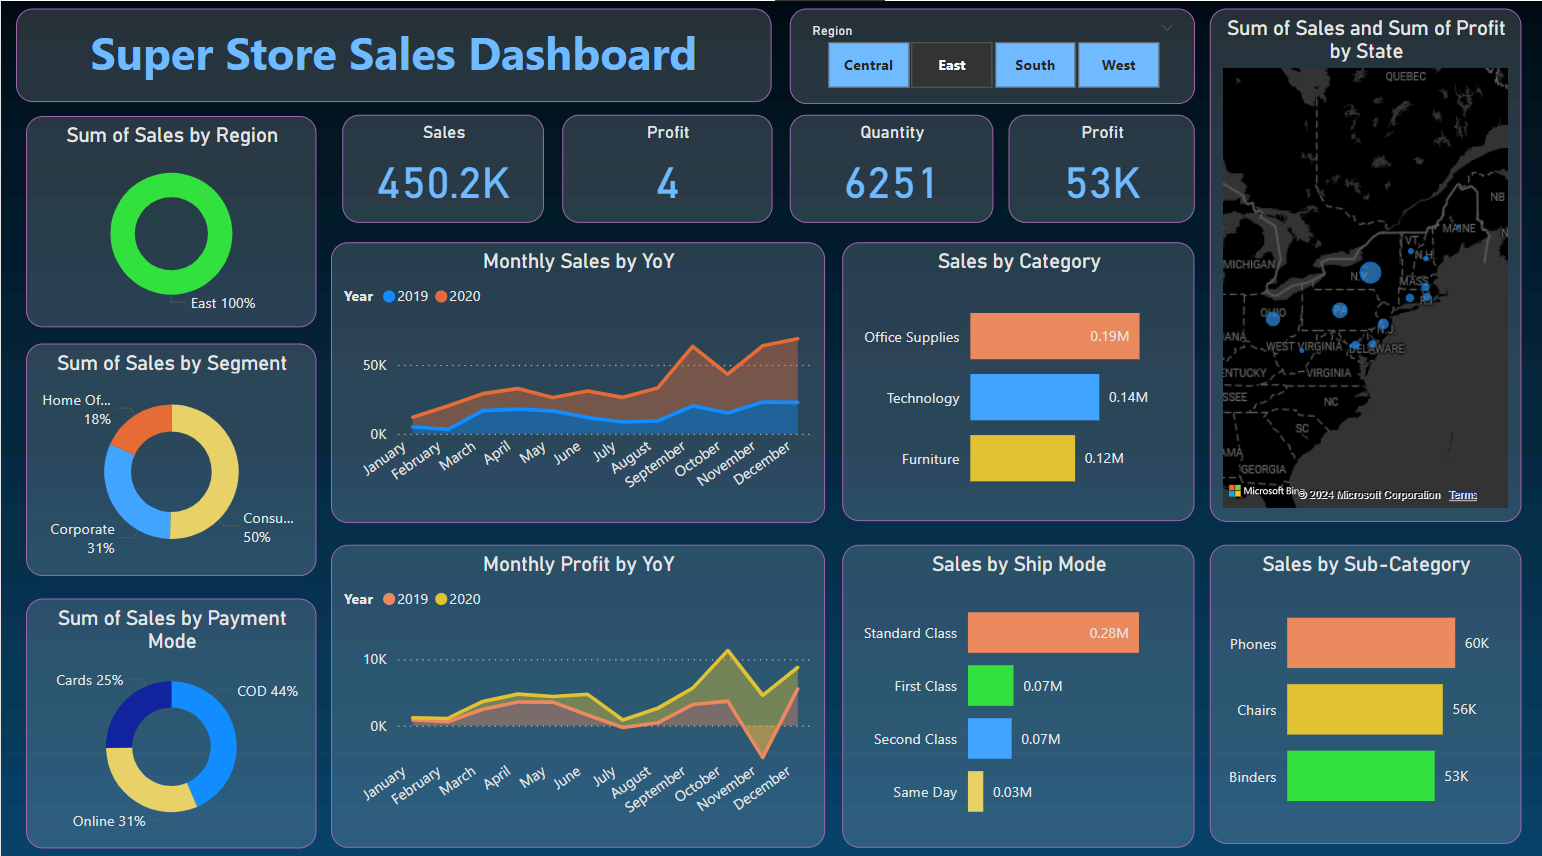 Super Store Sales Dashboard
Region
Central
East
South
West
Sum of Sales and Sum of Profit
by State
QUEBEC
NB
MAINE
VT.
N.H.
MICHIGAN
N.Y.
MASS.
R.I.
OHIO
PA
N.J.
WEST VIRGINIA
DELAWARE
VIRGINIA
NC
SC
GEORGIA
Microsoft Bing
© 2024 Microsoft Corporation
Terms
Sum of Sales by Region
East 100%
Sales
450.2K
Profit
4
Quantity
6251
Profit
53K
Monthly Sales by YoY
Year
2019
2020
50K
0K
January
February
March
April
May
June
July
August
September
October
November
December
Sales by Category
Office Supplies
0.19M
Technology
0.14M
Furniture
0.12M
Sum of Sales by Segment
Home Of...
18%
Corporate
31%
Consu...
50%
Sum of Sales by Payment
Mode
Cards 25%
COD 44%
Online 31%
Monthly Profit by YoY
Year
2019
2020
10K
0K
January
February
March
April
May
June
July
August
September
October
November
December
Sales by Ship Mode
Standard Class
0.28M
First Class
0.07M
Second Class
0.07M
Same Day
0.03M
Sales by Sub-Category
Phones
60K
Chairs
56K
Binders
53K